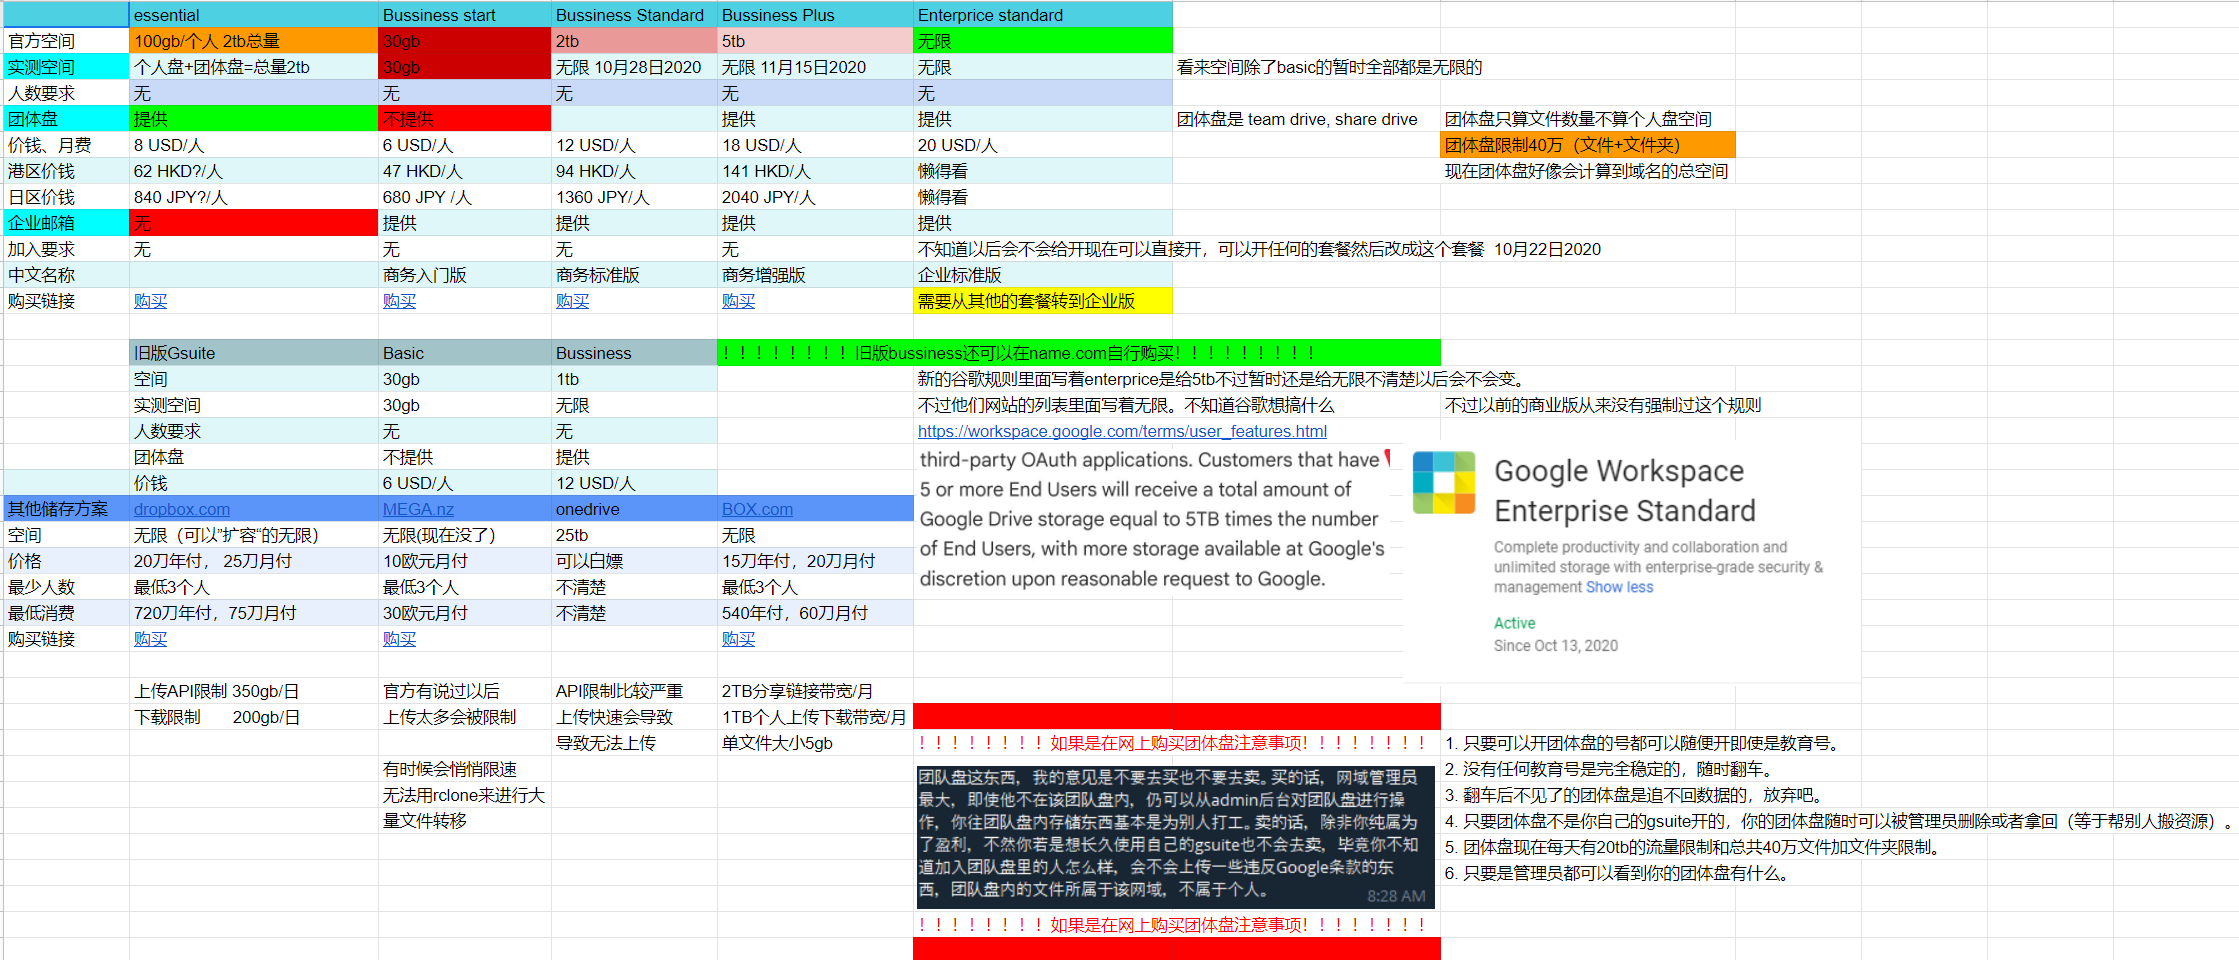 essential Bussiness start Bussiness Standard Bussiness Plus Enterprice standard
官方空间 100gb/个人 2tb总量 30gb 2tb 5tb 无限
实测空间 个人盘+团体盘=总量2tb 30gb 无限 10月28日2020 无限 11月15日2020 无限 看来空间除了basic的暂时全部都是无限的
人数要求 无 无 无 无 无
团体盘 提供 不提供 提供 提供 团体盘是 team drive, share drive 团体盘只算文件数量不算个人盘空间
价钱、月费 8 USD/人 6 USD/人 12 USD/人 18 USD/人 20 USD/人 团体盘限制40万（文件+文件夹）
港区价钱 62 HKD?/人 47 HKD/人 94 HKD/人 141 HKD/人 懒得看 现在团体盘好像会计算到域名的总空间
日区价钱 840 JPY?/人 680 JPY /人 1360 JPY/人 2040 JPY/人 懒得看
企业邮箱 无 提供 提供 提供 提供
加入要求 无 无 无 无 不知道以后会不会给开现在可以直接开，可以开任何的套餐然后改成这个套餐 10月22日2020
中文名称 商务入门版 商务标准版 商务增强版 企业标准版
购买链接 购买 购买 购买 购买 需要从其他的套餐转到企业版
旧版Gsuite Basic Bussiness ！！！！！！！！旧版bussiness还可以在name.com自行购买！！！！！！！！！
空间 30gb 1tb 新的谷歌规则里面写着enterprice是给5tb不过暂时还是给无限不清楚以后会不会变。
实测空间 30gb 无限 不过他们网站的列表里面写着无限。不知道谷歌想搞什么 不过以前的商业版从来没有强制过这个规则
人数要求 无 无 https://workspace.google.com/terms/user_features.html
团体盘 不提供 提供
价钱 6 USD/人 12 USD/人
third-party OAuth applications. Customers that have
5 or more End Users will receive a total amount of
Google Drive storage equal to 5TB times the number
of End Users, with more storage available at Google's
discretion upon reasonable request to Google.
Google Workspace
Enterprise Standard
Complete productivity and collaboration and
unlimited storage with enterprise-grade security &
management Show less
Active
Since Oct 13, 2020
其他储存方案 dropbox.com MEGA.nz onedrive BOX.com
空间 无限（可以”扩容“的无限） 无限(现在没了） 25tb 无限
价格 20刀年付， 25刀月付 10欧元月付 可以白嫖 15刀年付，20刀月付
最少人数 最低3个人 最低3个人 不清楚 最低3个人
最低消费 720刀年付，75刀月付 30欧元月付 不清楚 540年付，60刀月付
购买链接 购买 购买 购买
上传API限制 350gb/日 官方有说过以后 API限制比较严重 2TB分享链接带宽/月
下载限制 200gb/日 上传太多会被限制 上传快速会导致 1TB个人上传下载带宽/月
导致无法上传 单文件大小5gb
有时候会悄悄限速
无法用rclone来进行大
量文件转移
！！！！！！！！如果是在网上购买团体盘注意事项！！！！！！！！
团队盘这东西，我的意见是不要去买也不要去卖。买的话，网域管理员
最大，即使他不在该团队盘内，仍可以从admin后台对团队盘进行操
作，你往团队盘内存储东西基本是为别人打工。卖的话，除非你纯属为
了盈利，不然你若是想长久使用自己的gsuite也不会去卖，毕竟你不知
道加入团队盘里的人怎么样，会不会上传一些违反Google条款的东
西，团队盘内的文件所属于该网域，不属于个人。
8:28 AM
！！！！！！！！如果是在网上购买团体盘注意事项！！！！！！！！
1. 只要可以开团体盘的号都可以随便开即使是教育号。
2. 没有任何教育号是完全稳定的，随时翻车。
3. 翻车后不见了的团体盘是追不回数据的，放弃吧。
4. 只要团体盘不是你自己的gsuite开的，你的团体盘随时可以被管理员删除或者拿回（等于帮别人搬资源）。
5. 团体盘现在每天有20tb的流量限制和总共40万文件加文件夹限制。
6. 只要是管理员都可以看到你的团体盘有什么。